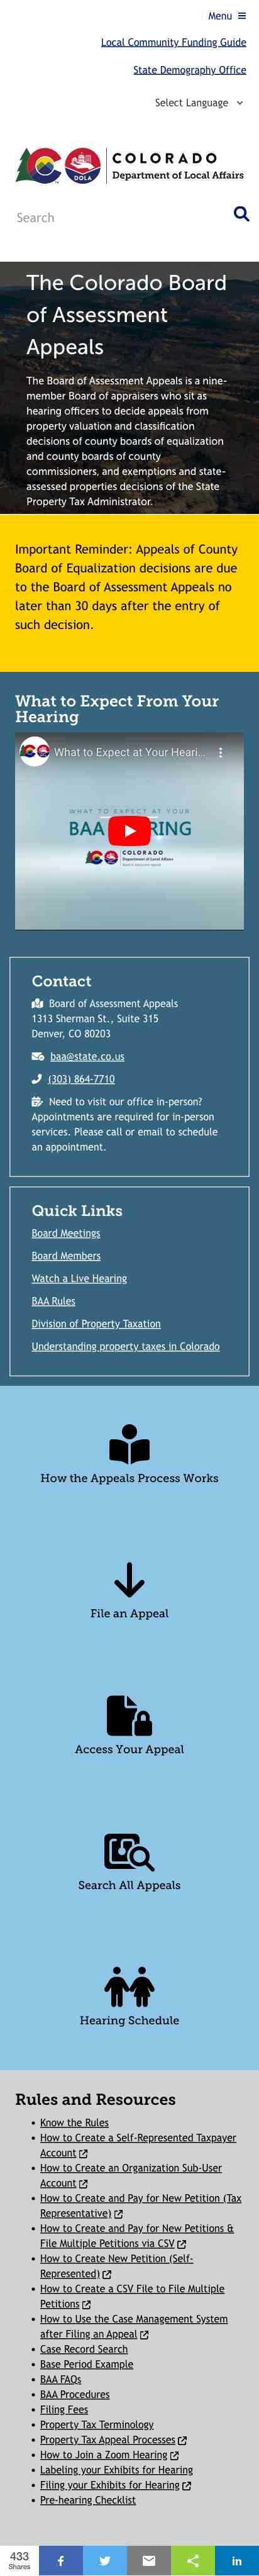 Menu ≡
Local Community Funding Guide
State Demography Office
Select Language
C
DOLA
COLORADO
Department of Local Affairs
Search
The Colorado Board
of Assessment
Appeals
The Board of Assessment Appeals is a nine-
member Board of appraisers who sit as
hearing officers to decide appeals from
property valuation and classification
decisions of county boards of equalization
and county boards of county
commissioners, and exemptions and state-
assessed properties decisions of the State
Property Tax Administrator.
Important Reminder: Appeals of County
Board of Equalization decisions are due
to the Board of Assessment Appeals no
later than 30 days after the entry of
such decision.
What to Expect From Your
Hearing
What to Expect at Your Heari...
WHAT TO EXPECT AT YOUR
BAA HEARING
COLORADO
Department of Local Affairs
Contact
Board of Assessment Appeals
1313 Sherman St., Suite 315
Denver, CO 80203
baa@state.co.us
(303) 864-7710
Need to visit our office in-person?
Appointments are required for in-person
services. Please call or email to schedule
an appointment.
Quick Links
Board Meetings
Board Members
Watch a Live Hearing
BAA Rules
Division of Property Taxation
Understanding property taxes in Colorado
How the Appeals Process Works
File an Appeal
Access Your Appeal
Search All Appeals
Hearing Schedule
Rules and Resources
• Know the Rules
• How to Create a Self-Represented Taxpayer
Account
• How to Create an Organization Sub-User
Account
• How to Create and Pay for New Petition (Tax
Representative)
• How to Create and Pay for New Petitions &
File Multiple Petitions via CSV
• How to Create New Petition (Self-
Represented)
• How to Create a CSV File to File Multiple
Petitions
• How to Use the Case Management System
after Filing an Appeal
• Case Record Search
• Base Period Example
• BAA FAQs
• BAA Procedures
• Filing Fees
• Property Tax Terminology
• Property Tax Appeal Processes
• How to Join a Zoom Hearing
• Labeling your Exhibits for Hearing
• Filing your Exhibits for Hearing
• Pre-hearing Checklist
433
Shares